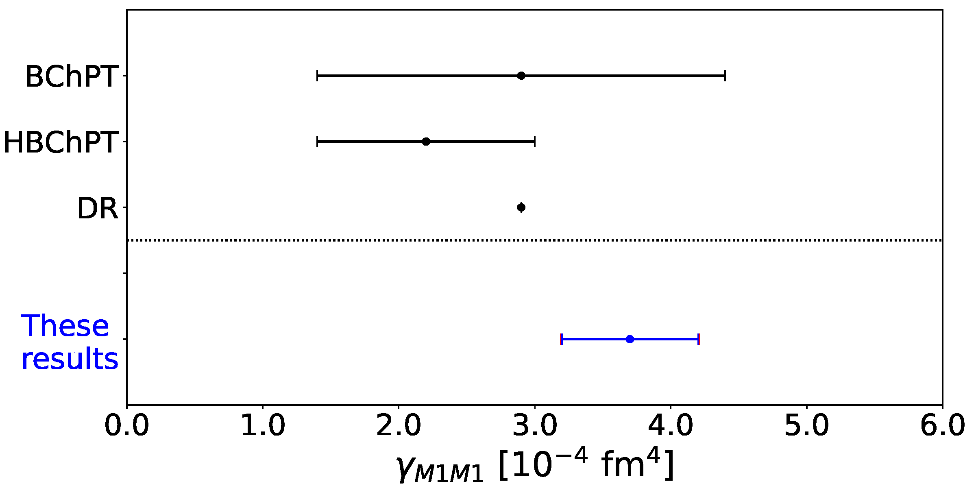 BChPT
HBChPT
DR
These
results
0.0 1.0 2.0 3.0 4.0 5.0 6.0
γM1M1 [10⁻⁴ fm⁴]